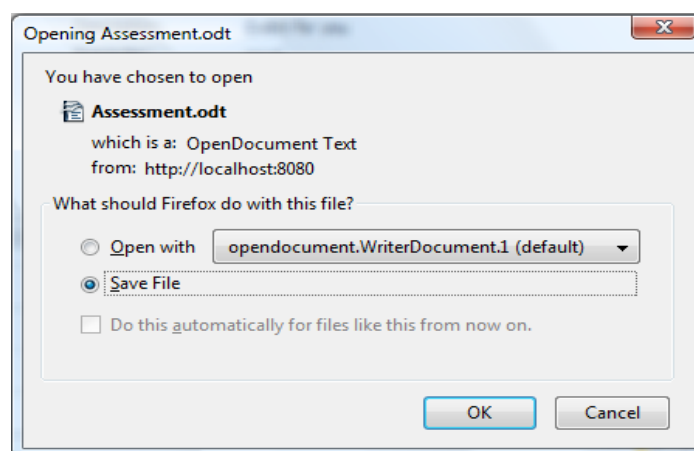 Opening Assessment.odt
You have chosen to open
Assessment.odt
which is a: OpenDocument Text
from: http://localhost:8080
What should Firefox do with this file?
Open with opendocument.WriterDocument.1 (default)
Save File
Do this automatically for files like this from now on.
OK Cancel